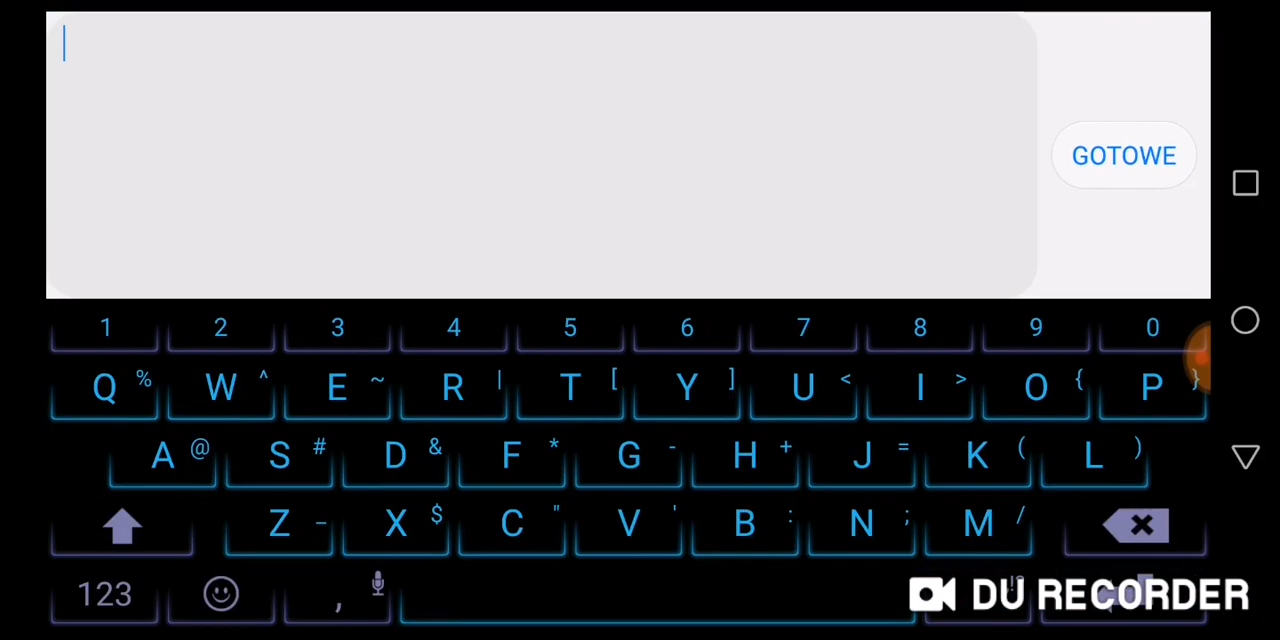 GOTOWE
1 2 3 4 5 6 7 8 9 0
Q % W ^ E ~ R | T [ Y ] U < I > O { P }
A @ S # D & F * G - H + J = K ( L )
Z _ X $ C " V ' B : N ; M /
123 , !?
DU RECORDER